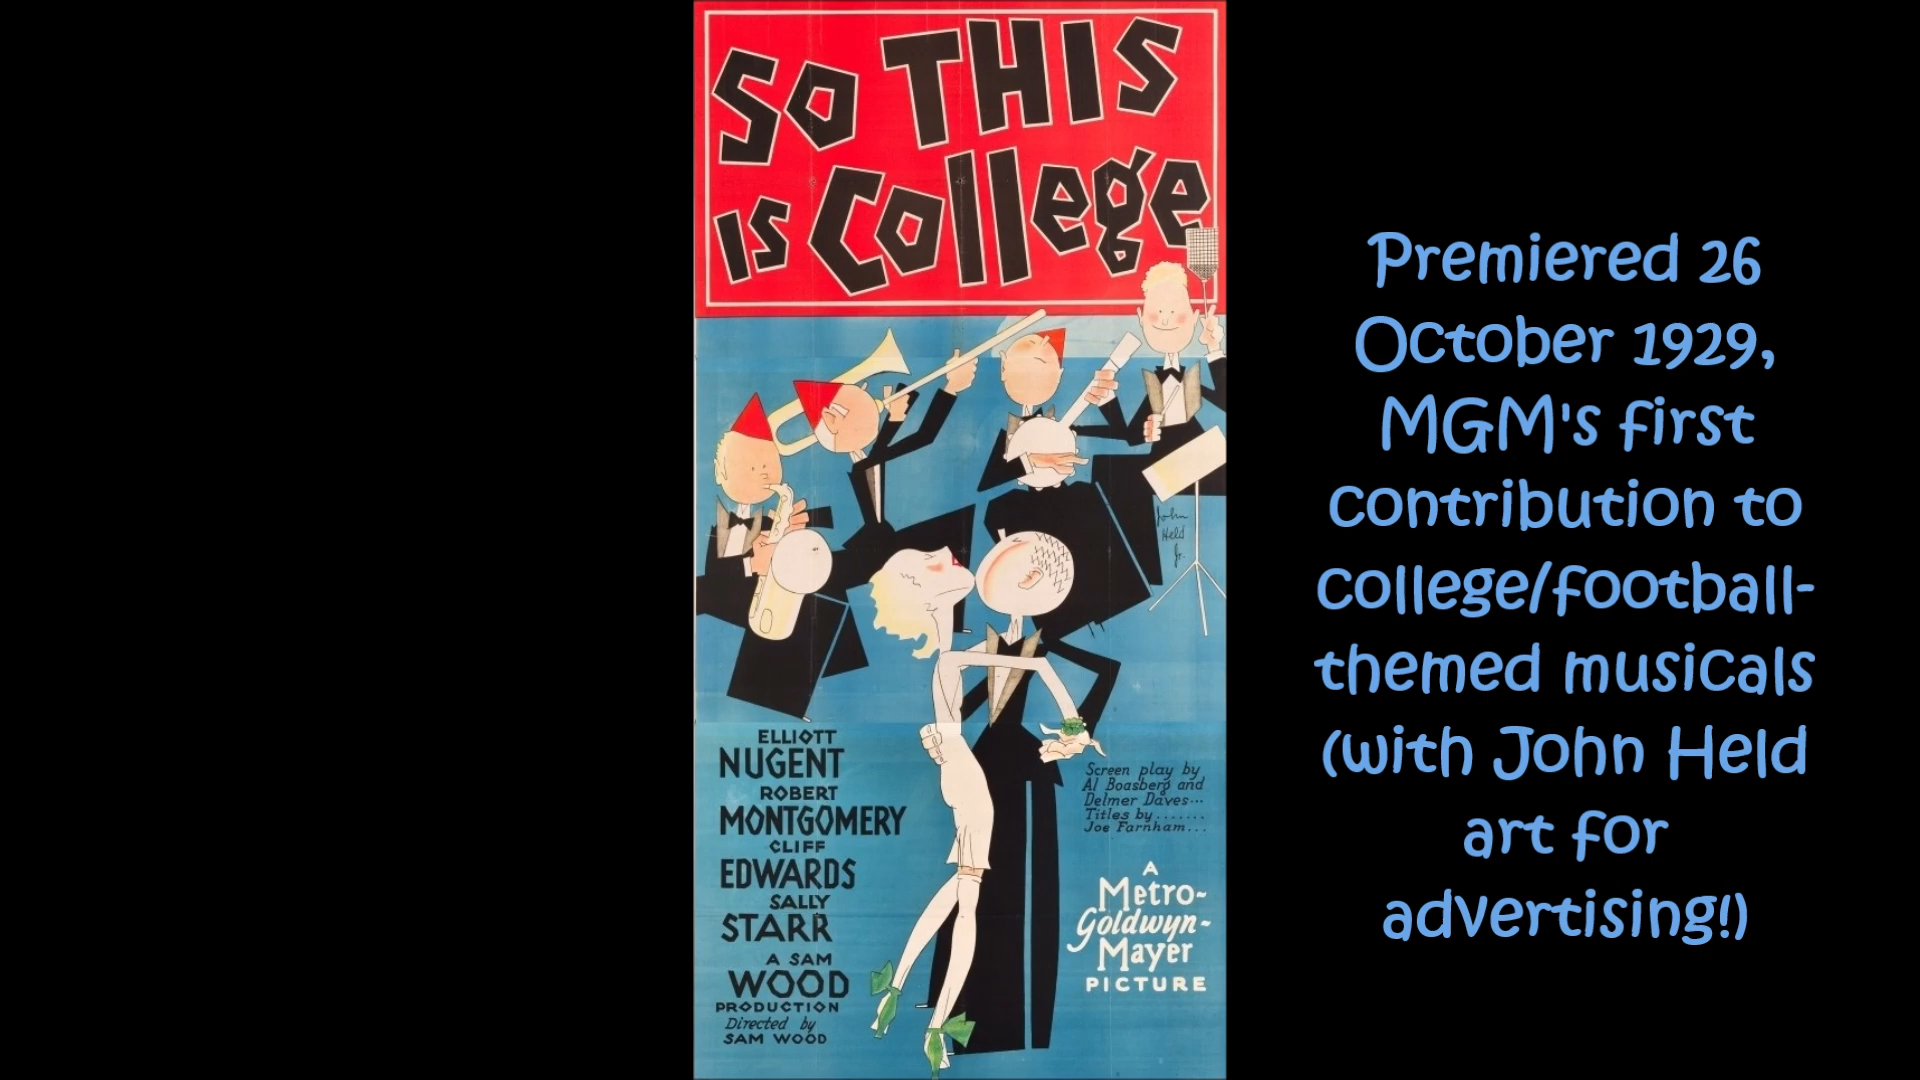 So THIS
IS College
John
Held
Jr.
ELLIOTT
NUGENT
ROBERT
MONTGOMERY
CLIFF
EDWARDS
SALLY
STARR
A SAM
WOOD
PRODUCTION
Directed by
SAM WOOD
Screen play by
Al Boasberg and
Delmer Daves...
Titles by.......
Joe Farnham...
A
Metro-
Goldwyn-
Mayer
PICTURE
Premiered 26
October 1929,
MGM's first
contribution to
college/football-
themed musicals
(with John Held
art for
advertising!)